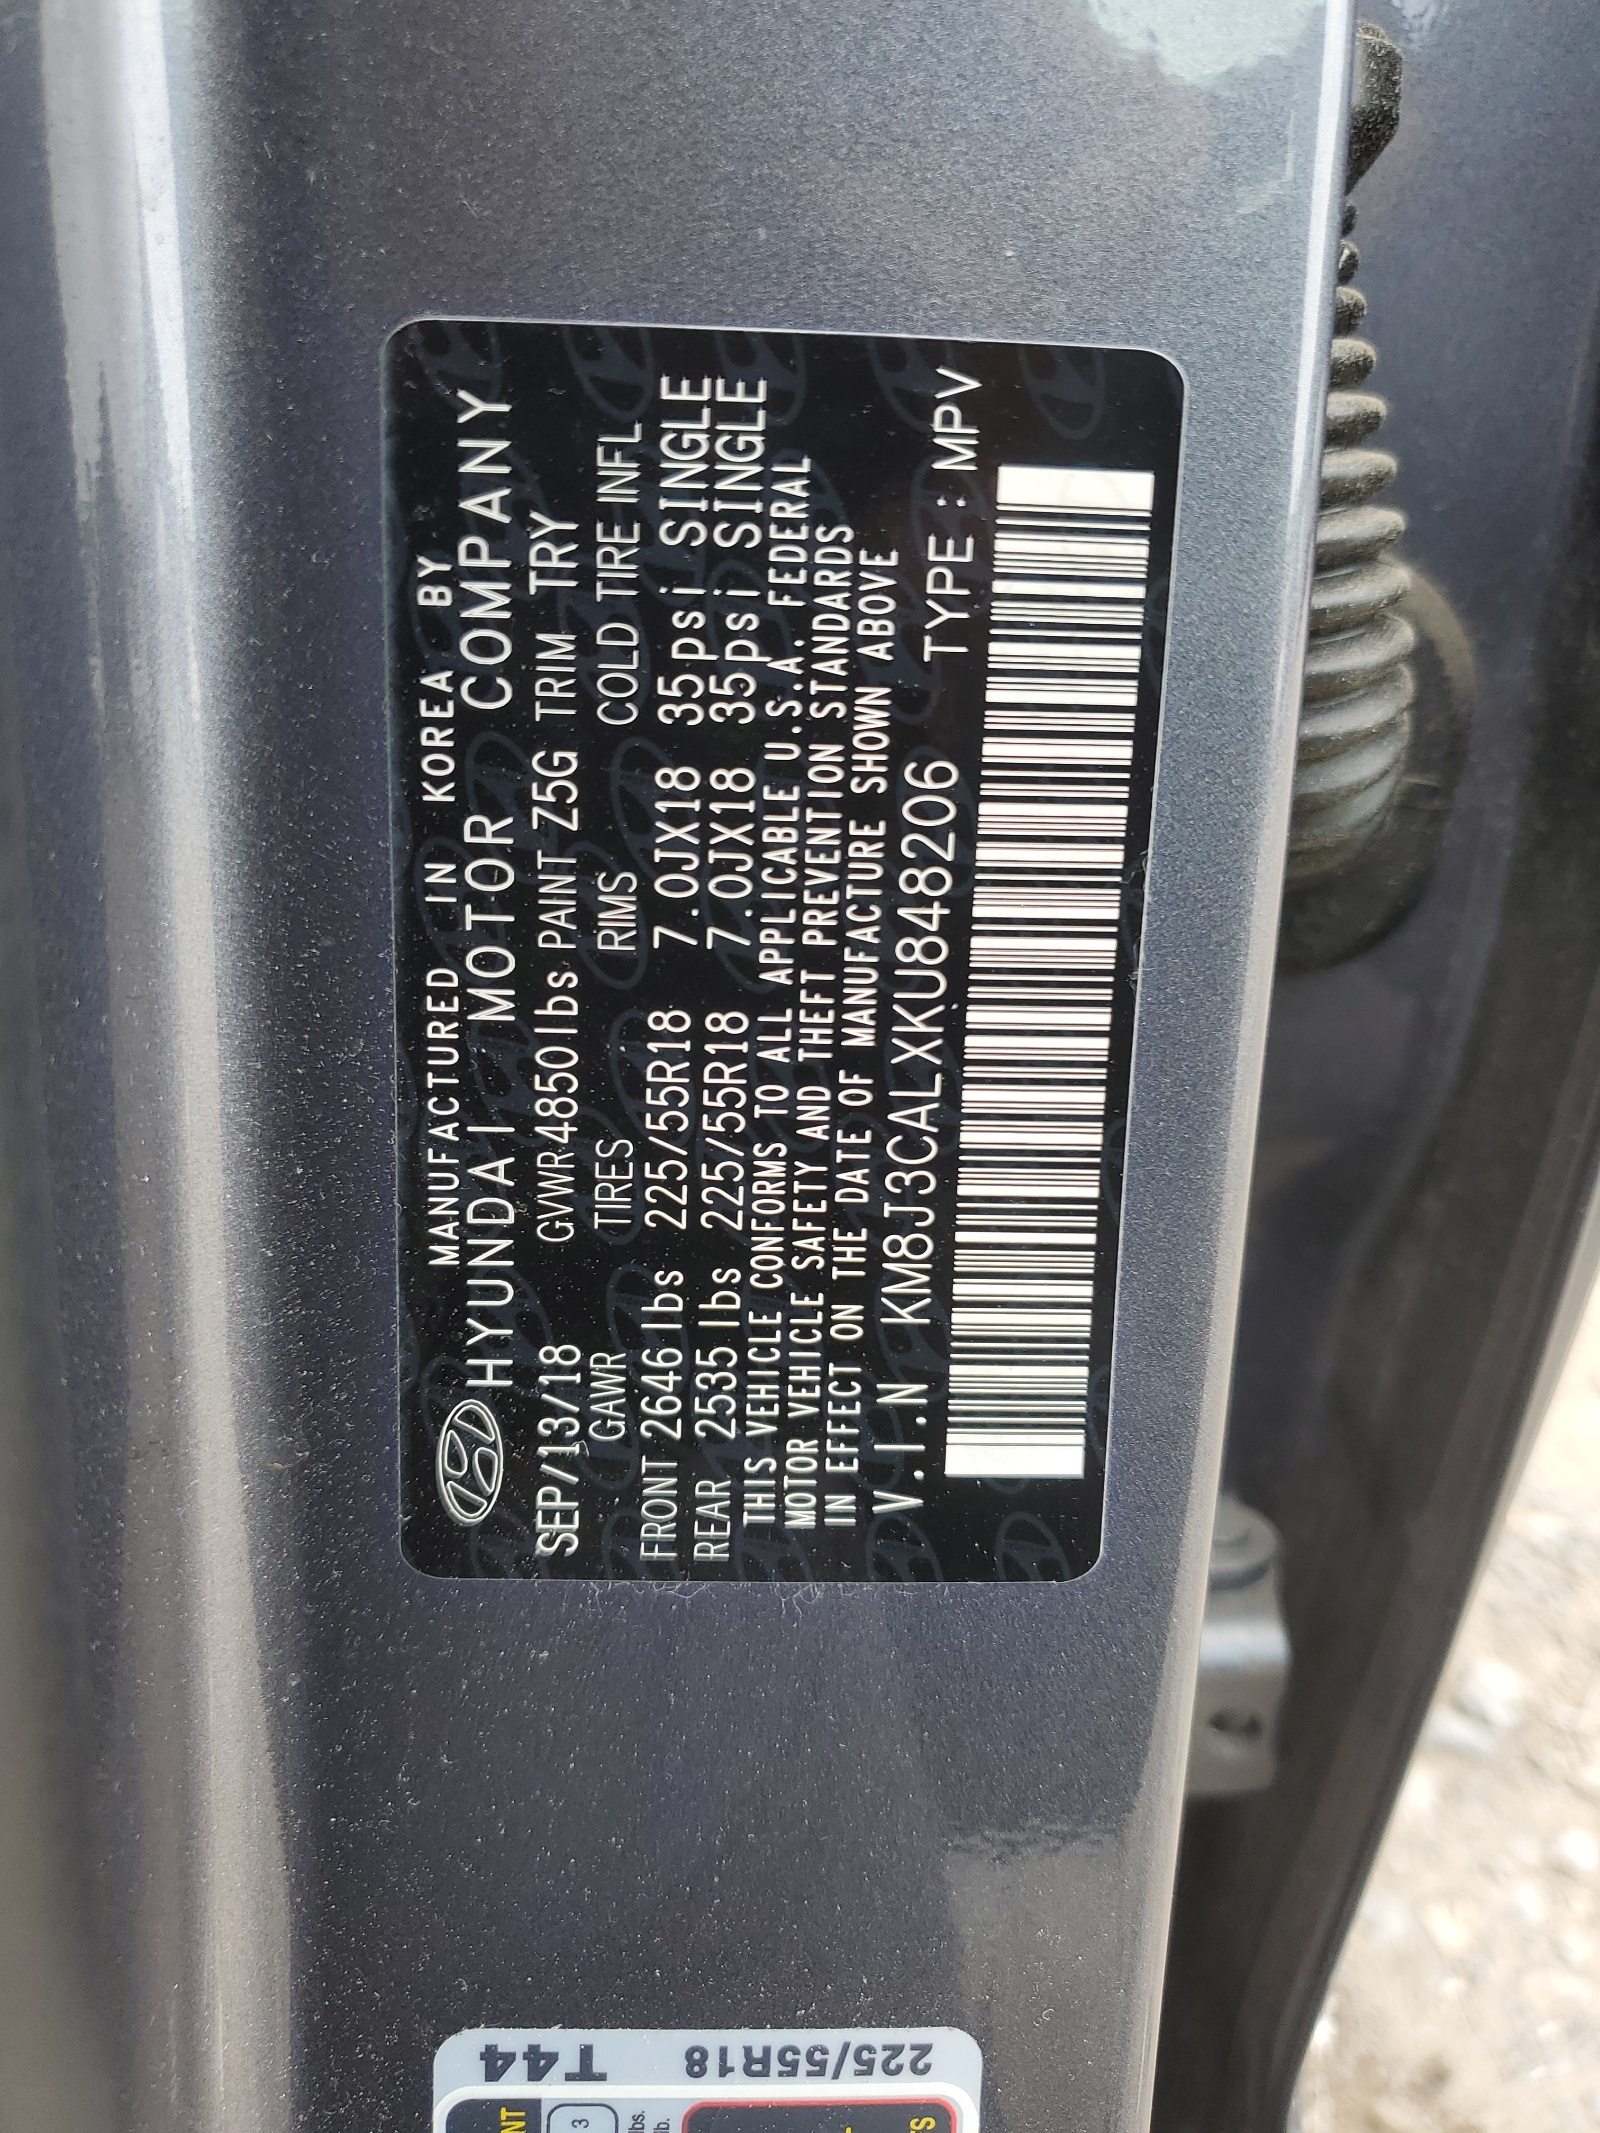 MANUFACTURED IN KOREA BY
HYUNDAI MOTOR COMPANY
SEP/13/18 GVWR 4850lbs PAINT Z5G TRIM TRY
GAWR TIRES RIMS COLD TIRE INFL
FRONT 2646lbs 225/55R18 7.0JX18 35psi SINGLE
REAR 2535lbs 225/55R18 7.0JX18 35psi SINGLE
THIS VEHICLE CONFORMS TO ALL APPLICABLE U.S.A. FEDERAL
MOTOR VEHICLE SAFETY AND THEFT PREVENTION STANDARDS
IN EFFECT ON THE DATE OF MANUFACTURE SHOWN ABOVE
V.I.N KM8J3CALXKU848206 TYPE : MPV
T44
225/55R18
3
lbs.
lb.